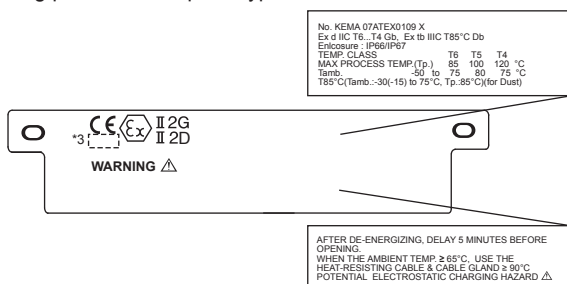 No. KEMA 07ATEX0109 X
Ex d IIC T6...T4 Gb, Ex tb IIIC T85°C Db
Enlcosure : IP66/IP67
TEMP. CLASS T6 T5 T4
MAX PROCESS TEMP.(Tp.) 85 100 120 °C
Tamb. -50 to 75 80 75 °C
T85°C(Tamb.:-30(-15) to 75°C, Tp.:85°C)(for Dust)
CE Ex II 2G
*3 II 2D
WARNING ⚠
AFTER DE-ENERGIZING, DELAY 5 MINUTES BEFORE
OPENING.
WHEN THE AMBIENT TEMP. ≥ 65°C, USE THE
HEAT-RESISTING CABLE & CABLE GLAND ≥ 90°C
POTENTIAL ELECTROSTATIC CHARGING HAZARD ⚠